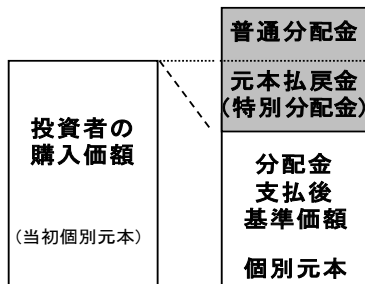 普通分配金
元本払戻金
(特別分配金)
投資者の
購入価額
(当初個別元本)
分配金
支払後
基準価額
個別元本